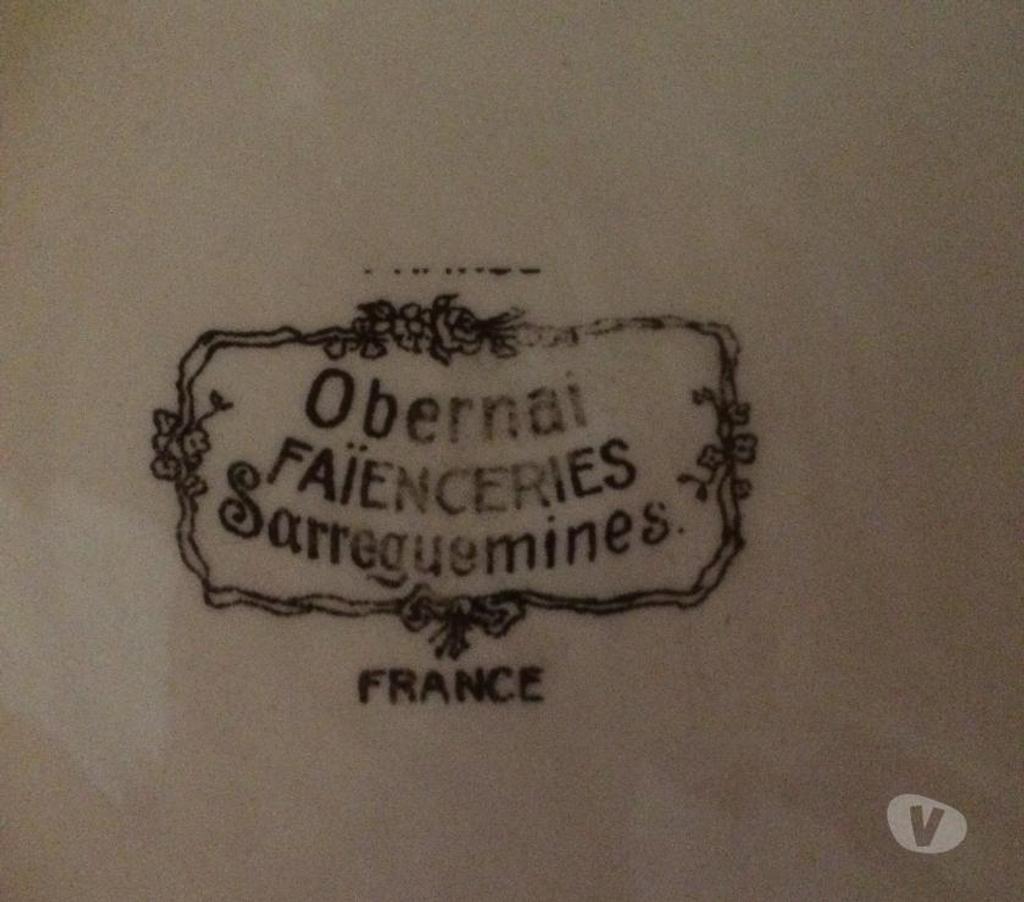 Obernai
FAÏENCERIES
Sarreguemines.
FRANCE
V